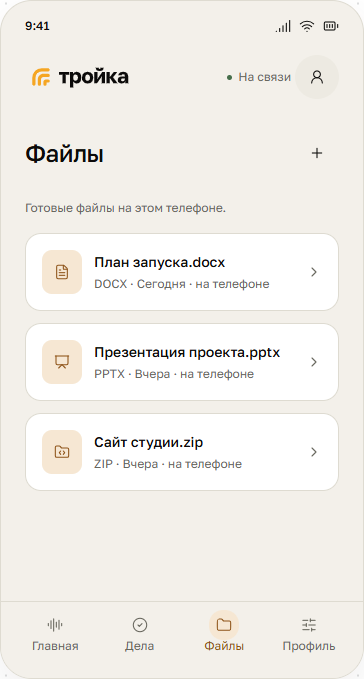 9:41
тройка
На связи
Файлы
Готовые файлы на этом телефоне.
План запуска.docx
DOCX · Сегодня · на телефоне
Презентация проекта.pptx
PPTX · Вчера · на телефоне
Сайт студии.zip
ZIP · Вчера · на телефоне
Главная
Дела
Файлы
Профиль